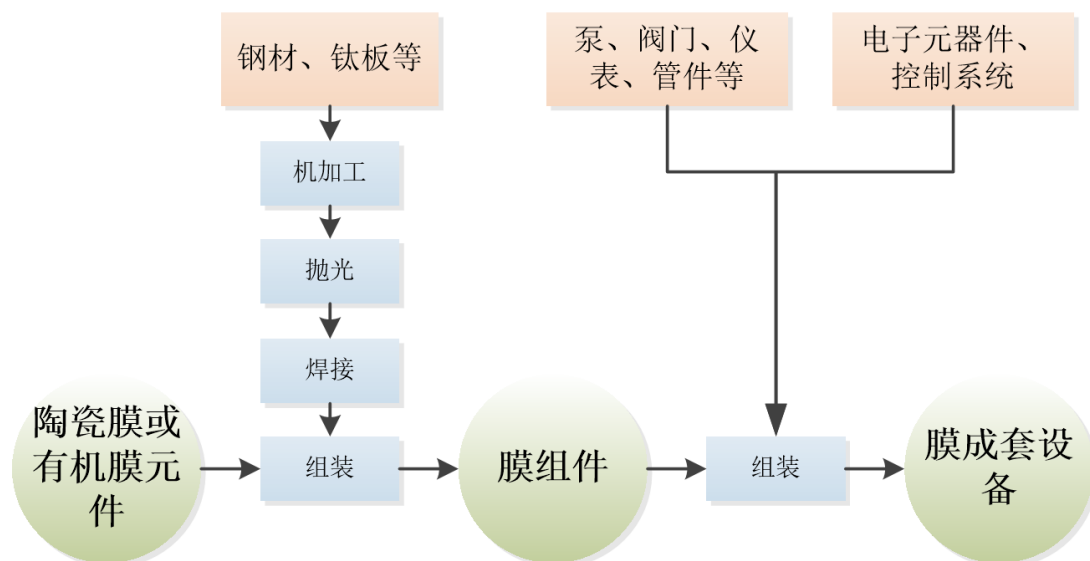 钢材、钛板等
泵、阀门、仪
表、管件等
电子元器件、
控制系统
机加工
抛光
焊接
陶瓷膜或
有机膜元
件
组装
膜组件
组装
膜成套设
备